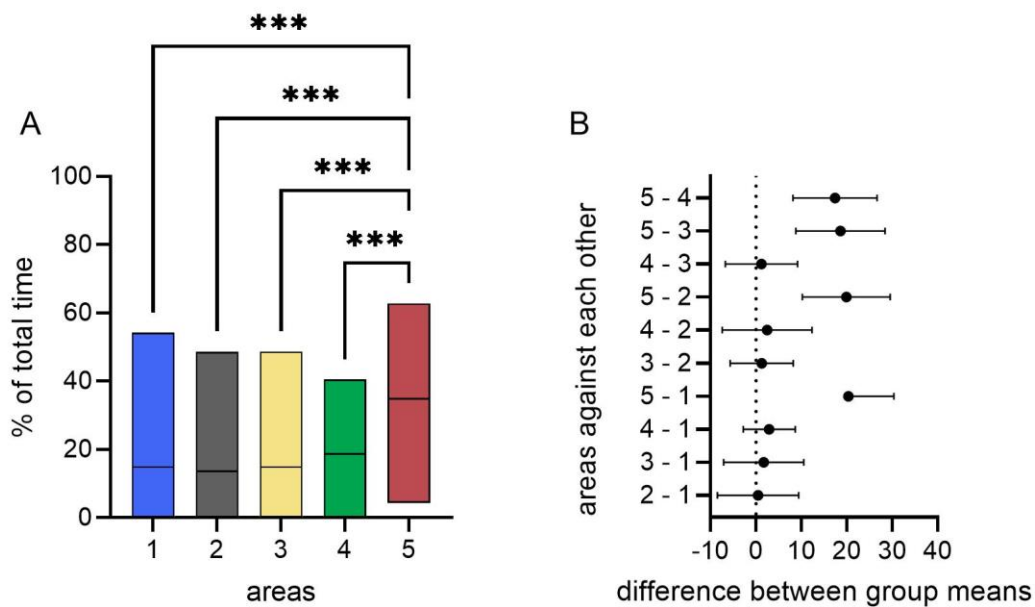 A
***
***
***
***
% of total time
100
80
60
40
20
0
1 2 3 4 5
areas
B
areas against each other
5 - 4
5 - 3
4 - 3
5 - 2
4 - 2
3 - 2
5 - 1
4 - 1
3 - 1
2 - 1
-10 0 10 20 30 40
difference between group means